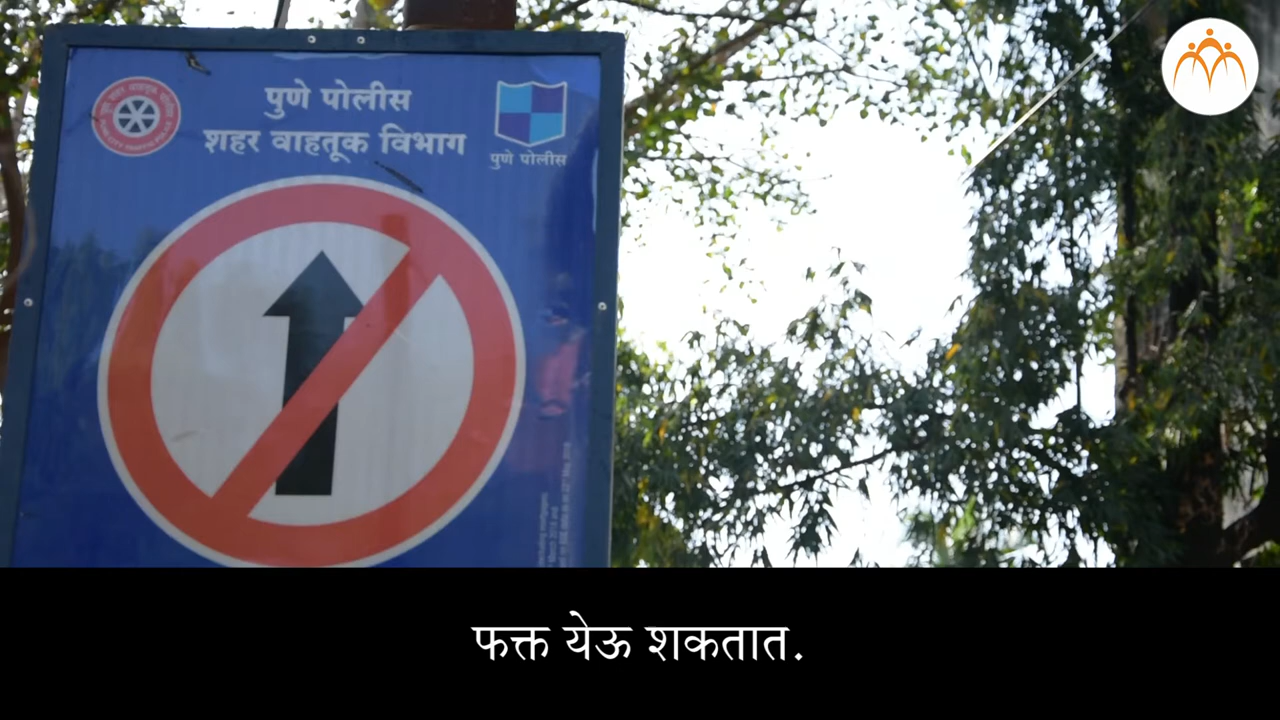 पुणे पोलीस
शहर वाहतूक विभाग
पुणे पोलीस
फक्त येऊ शकतात.